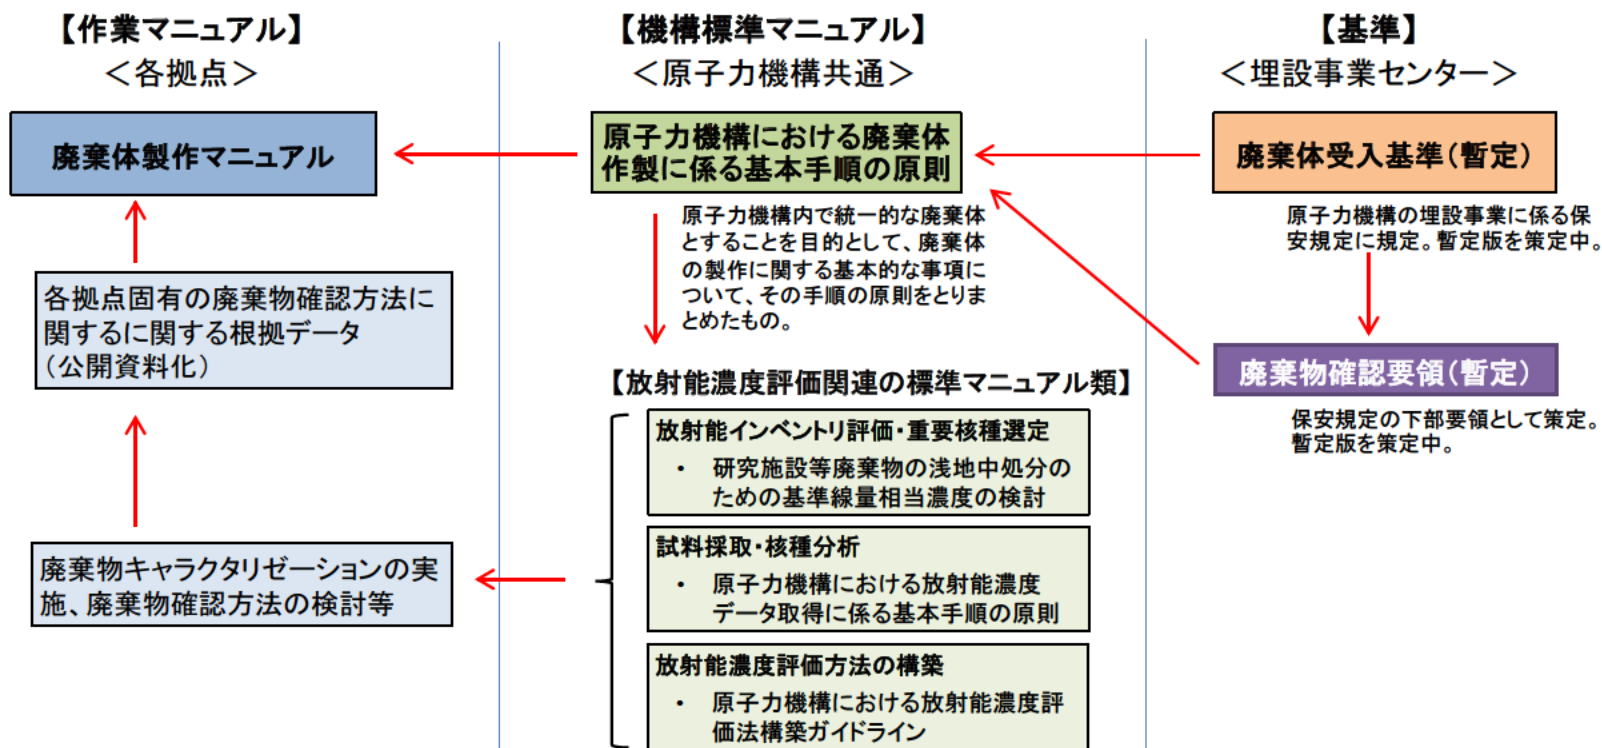 【作業マニュアル】
＜各拠点＞
廃棄体製作マニュアル
各拠点固有の廃棄物確認方法に
関するに関する根拠データ
（公開資料化）
廃棄物キャラクタリゼーションの実
施、廃棄物確認方法の検討等
【機構標準マニュアル】
＜原子力機構共通＞
原子力機構における廃棄体
作製に係る基本手順の原則
原子力機構内で統一的な廃棄体
とすることを目的として、廃棄体
の製作に関する基本的な事項に
ついて、その手順の原則をとりま
とめたもの。
【放射能濃度評価関連の標準マニュアル類】
放射能インベントリ評価・重要核種選定
・ 研究施設等廃棄物の浅地中処分の
ための基準線量相当濃度の検討
試料採取・核種分析
・ 原子力機構における放射能濃度
データ取得に係る基本手順の原則
放射能濃度評価方法の構築
・ 原子力機構における放射能濃度評
価法構築ガイドライン
【基準】
＜埋設事業センター＞
廃棄体受入基準（暫定）
原子力機構の埋設事業に係る保
安規定に規定。暫定版を策定中。
廃棄物確認要領（暫定）
保安規定の下部要領として策定。
暫定版を策定中。